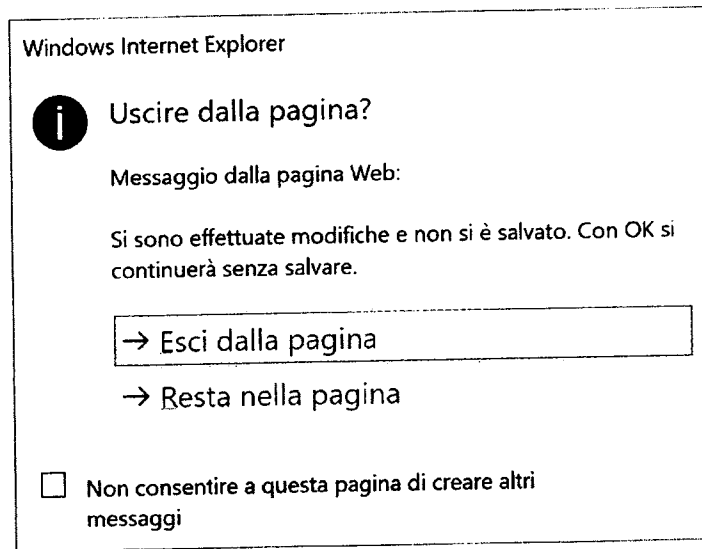 Windows Internet Explorer
Uscire dalla pagina?
Messaggio dalla pagina Web:
Si sono effettuate modifiche e non si è salvato. Con OK si
continuerà senza salvare.
→ Esci dalla pagina
→ Resta nella pagina
Non consentire a questa pagina di creare altri
messaggi